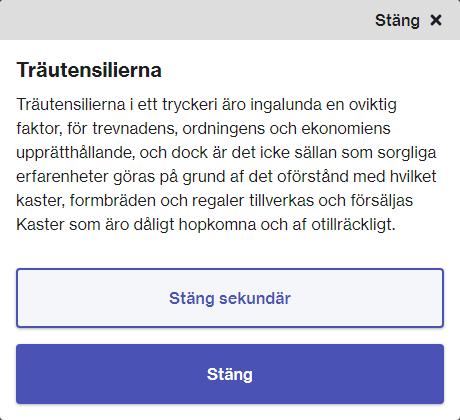 Stäng ×
Träutensilierna
Träutensilierna i ett tryckeri äro ingalunda en oviktig
faktor, för trevnadens, ordningens och ekonomiens
upprätthållande, och dock är det icke sällan som sorgliga
erfarenheter göras på grund af det oförstånd med hvilket
kaster, formbräden och regaler tillverkas och försäljas
Kaster som äro dåligt hopkomna och af otillräckligt.
Stäng sekundär
Stäng